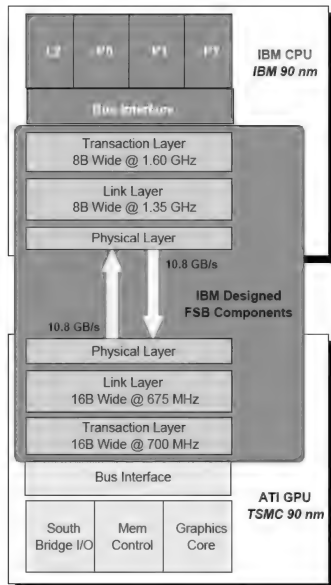 L2
P0
P1
P2
IBM CPU
IBM 90 nm
Bus Interface
Transaction Layer
8B Wide @ 1.60 GHz
Link Layer
8B Wide @ 1.35 GHz
Physical Layer
10.8 GB/s
IBM Designed
FSB Components
10.8 GB/s
Physical Layer
Link Layer
16B Wide @ 675 MHz
Transaction Layer
16B Wide @ 700 MHz
Bus Interface
ATI GPU
TSMC 90 nm
South
Bridge I/O
Mem
Control
Graphics
Core